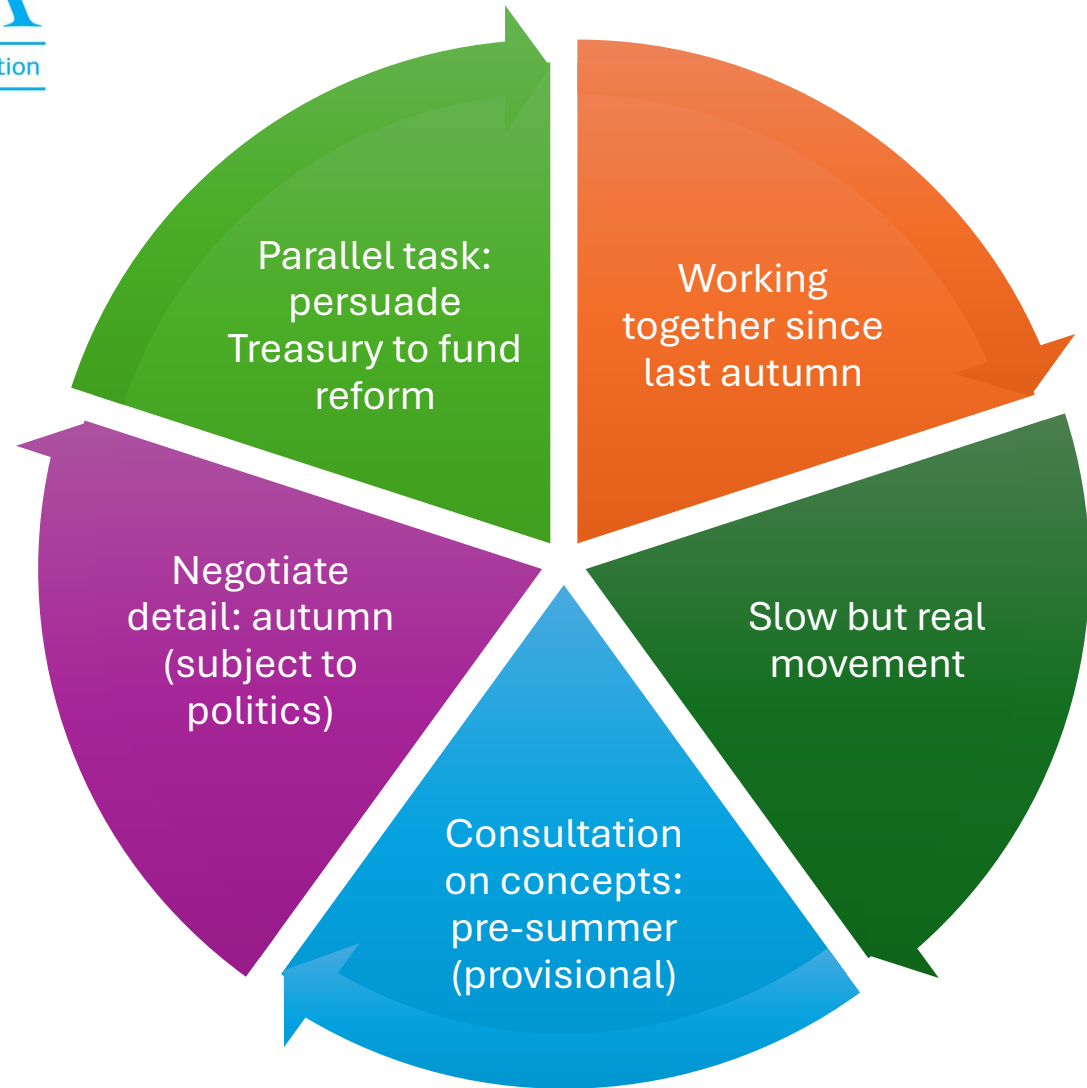 Working
together since
last autumn
Slow but real
movement
Consultation
on concepts:
pre-summer
(provisional)
Negotiate
detail: autumn
(subject to
politics)
Parallel task:
persuade
Treasury to fund
reform